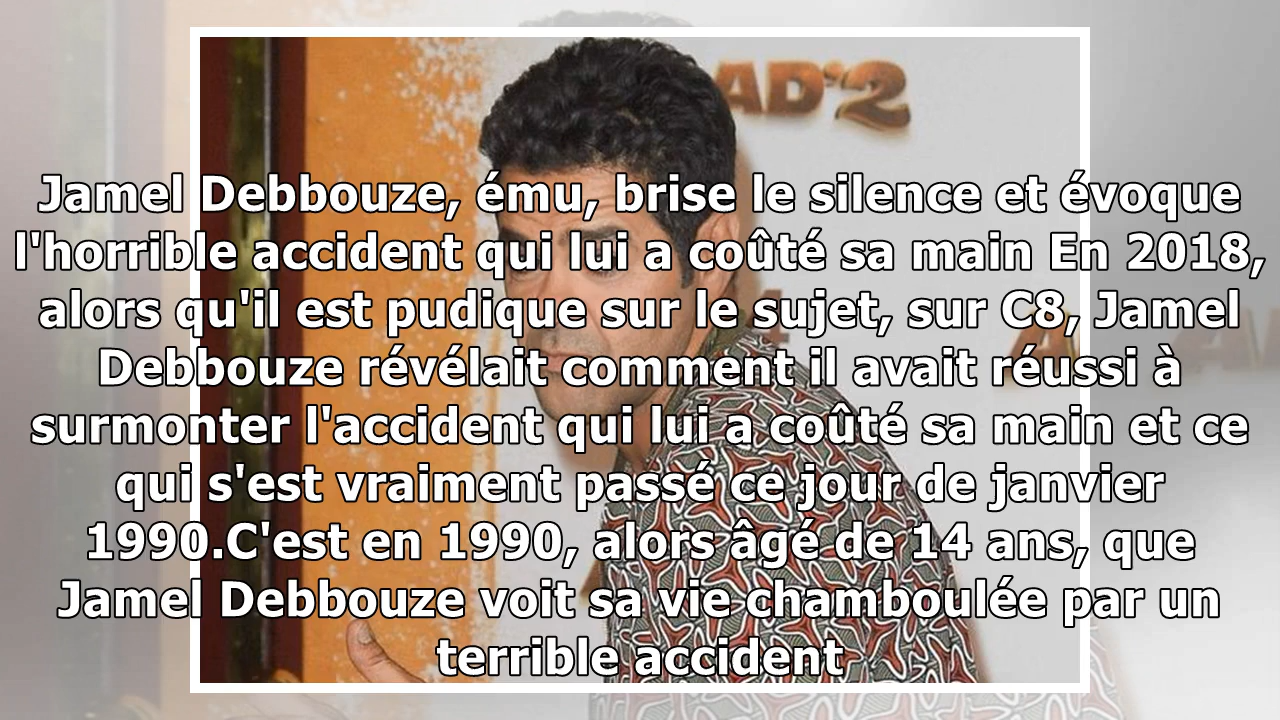 AD'2
Jamel Debbouze, ému, brise le silence et évoque
l'horrible accident qui lui a coûté sa main En 2018,
alors qu'il est pudique sur le sujet, sur C8, Jamel
Debbouze révélait comment il avait réussi à
surmonter l'accident qui lui a coûté sa main et ce
qui s'est vraiment passé ce jour de janvier
1990.C'est en 1990, alors âgé de 14 ans, que
Jamel Debbouze voit sa vie chamboulée par un
terrible accident